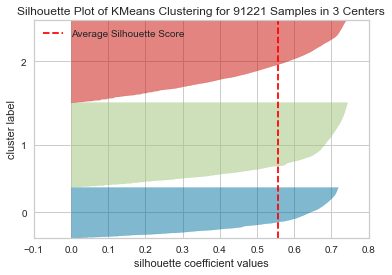 Silhouette Plot of KMeans Clustering for 91221 Samples in 3 Centers
Average Silhouette Score
cluster label
2
1
0
-0.1 0.0 0.1 0.2 0.3 0.4 0.5 0.6 0.7 0.8
silhouette coefficient values